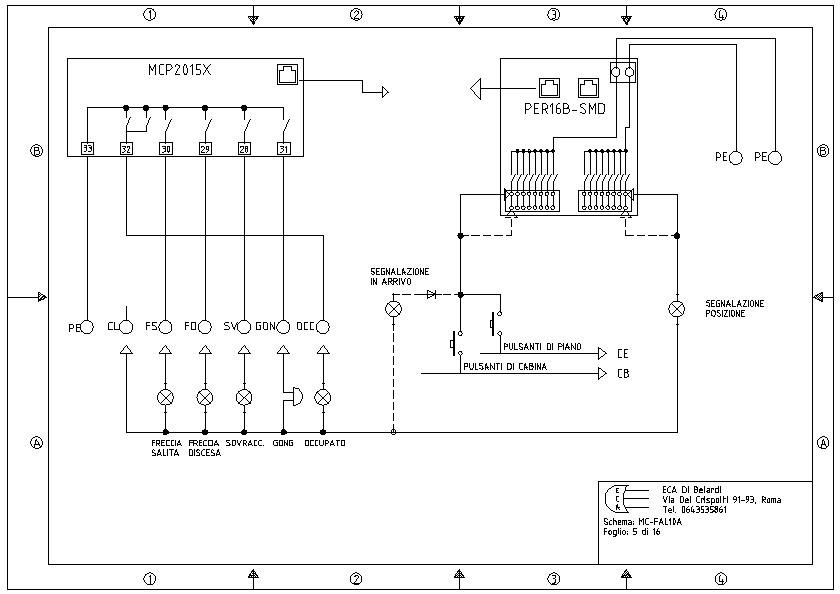 1 2 3 4
MCP2015X
PER16B-SMD
33 32 30 29 28 31
B B
PE PE
SEGNALAZIONE
IN ARRIVO
SEGNALAZIONE
POSIZIONE
PE CL FS FD SV GON OCC
PULSANTI DI PIANO CE
PULSANTI DI CABINA CB
A A
FRECCIA
SALITA
FRECCIA
DISCESA
SOVRACC.
GONG
OCCUPATO
E
C
A
ECA Di Belardi
Via Dei Crispolti 91-93, Roma
Tel. 0643535861
Schema: MC-FAL10A
Foglio: 5 di 16
1 2 3 4